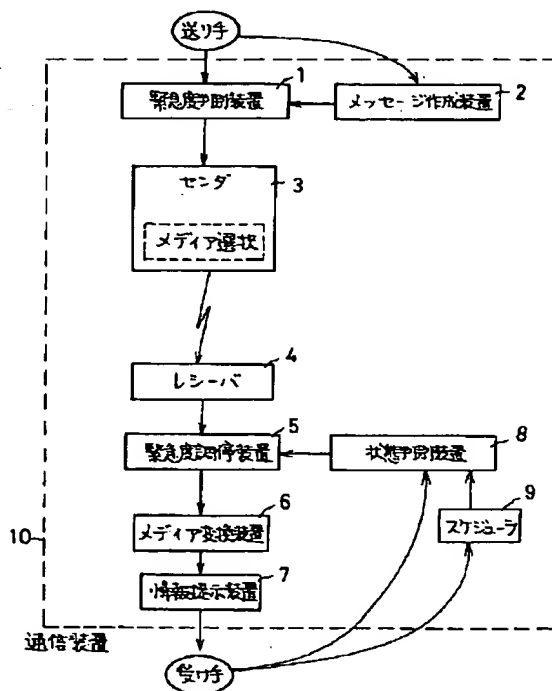 送り手
1
緊急度判断装置
2
メッセージ作成装置
3
センダ
メディア選択
4
レシーバ
5
緊急度調停装置
8
状態判断装置
9
スケジューラ
6
メディア変換装置
10
7
情報提示装置
通信装置
受け手